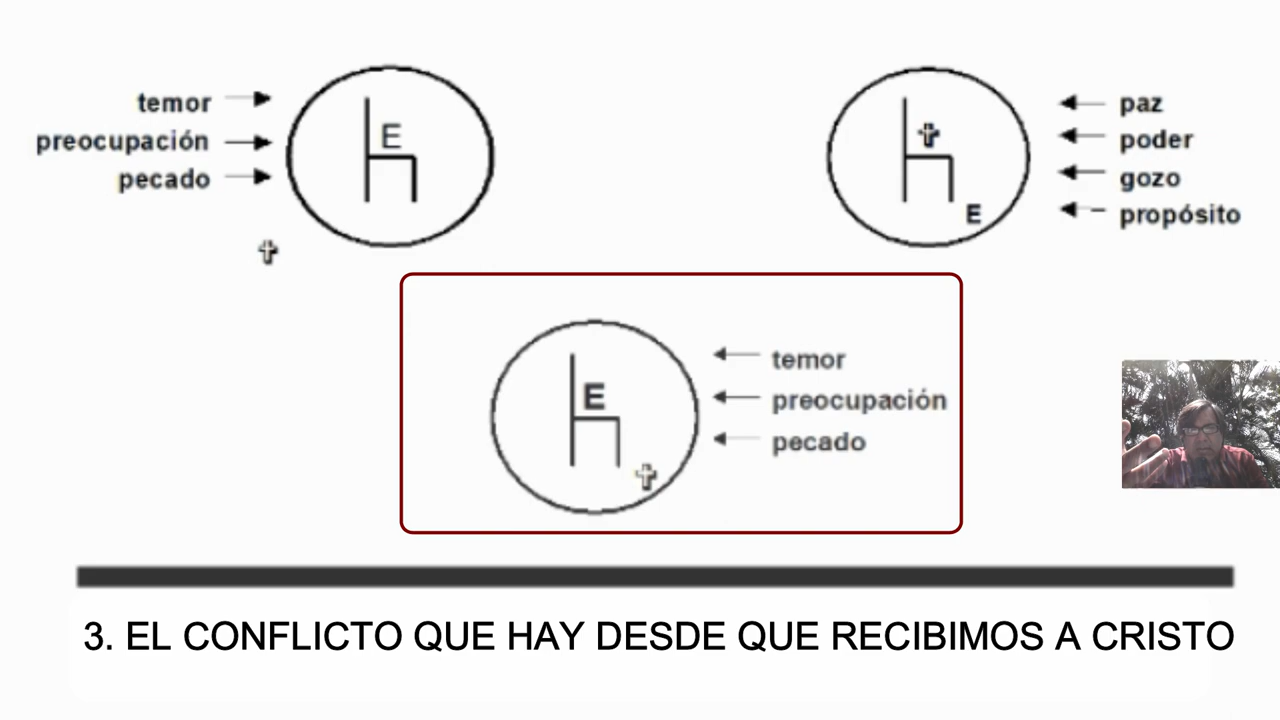 temor
preocupación
pecado
E
E
paz
poder
gozo
propósito
E
temor
preocupación
pecado
3. EL CONFLICTO QUE HAY DESDE QUE RECIBIMOS A CRISTO